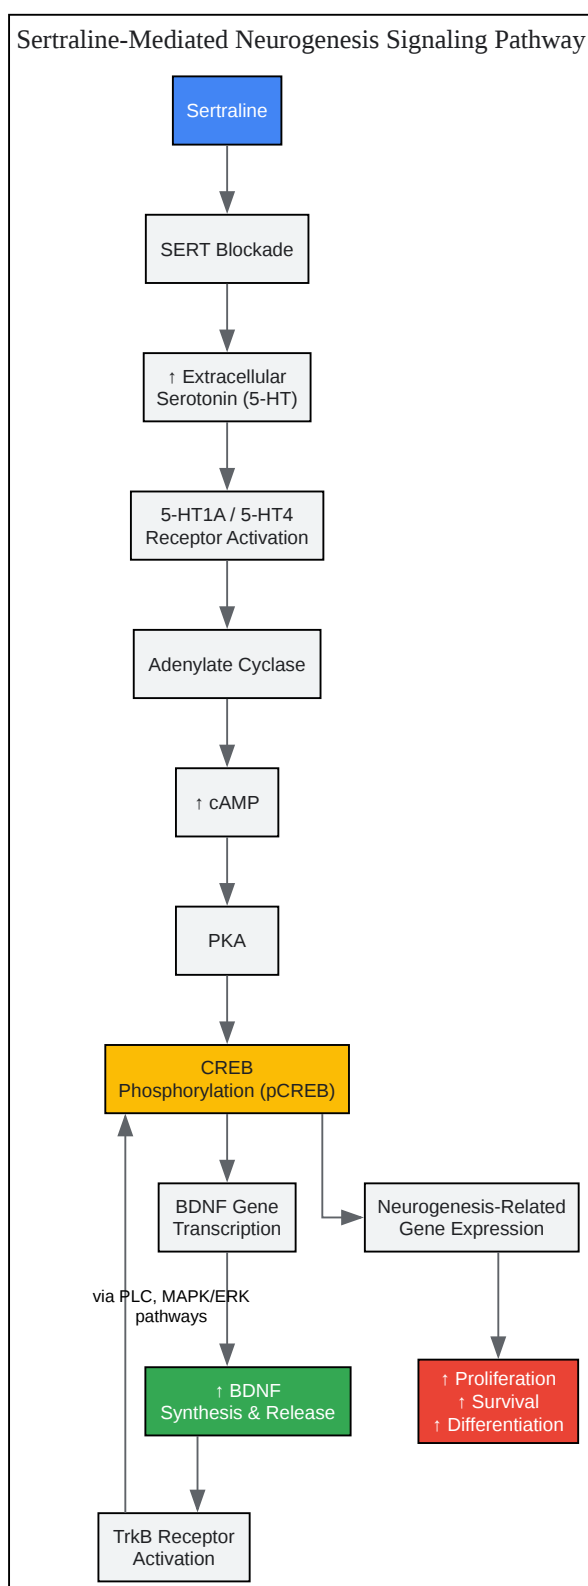 Sertraline-Mediated Neurogenesis Signaling Pathway
Sertraline
SERT Blockade
↑ Extracellular
Serotonin (5-HT)
5-HT1A / 5-HT4
Receptor Activation
Adenylate Cyclase
↑ cAMP
PKA
CREB
Phosphorylation (pCREB)
BDNF Gene
Transcription
Neurogenesis-Related
Gene Expression
via PLC, MAPK/ERK
pathways
↑ BDNF
Synthesis & Release
↑ Proliferation
↑ Survival
↑ Differentiation
TrkB Receptor
Activation